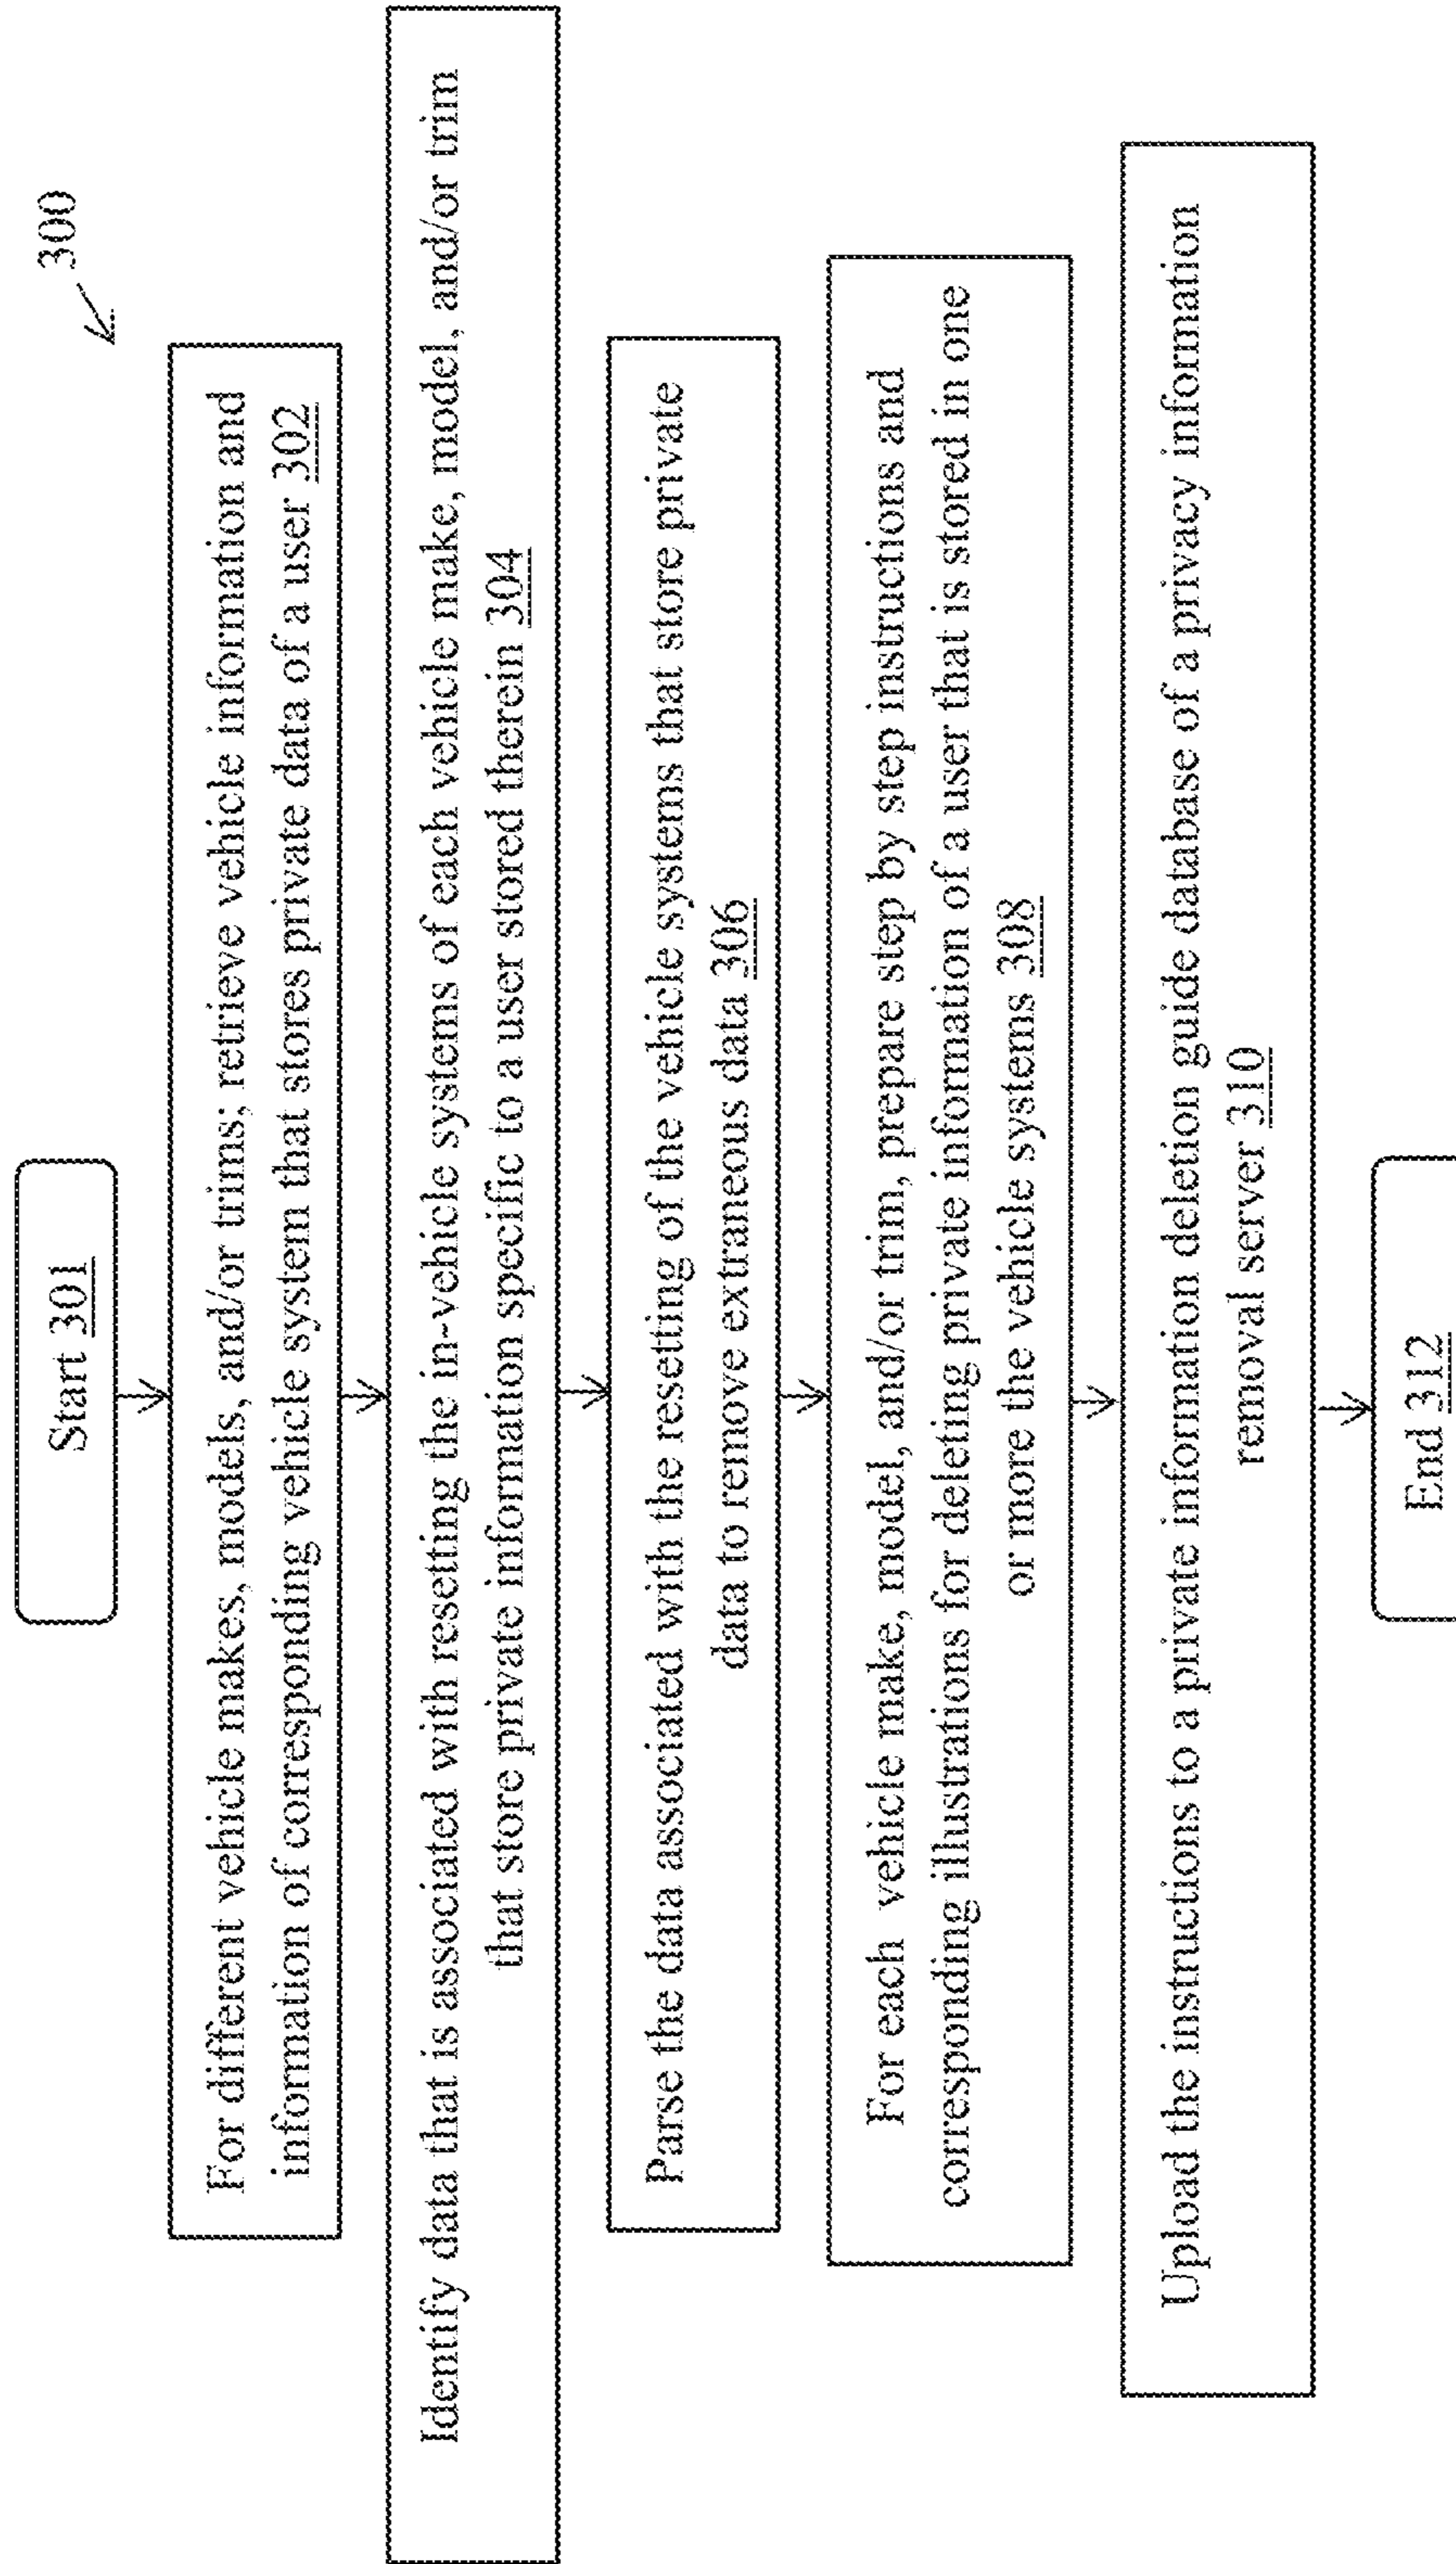 300
Start 301
For different vehicle makes, models, and/or trims; retrieve vehicle information and
information of corresponding vehicle system that stores private data of a user 302
Identify data that is associated with resetting the in-vehicle systems of each vehicle make, model, and/or trim
that store private information specific to a user stored therein 304
Parse the data associated with the resetting of the vehicle systems that store private
data to remove extraneous data 306
For each vehicle make, model, and/or trim, prepare step by step instructions and
corresponding illustrations for deleting private information of a user that is stored in one
or more the vehicle systems 308
Upload the instructions to a private information deletion guide database of a privacy information
removal server 310
End 312